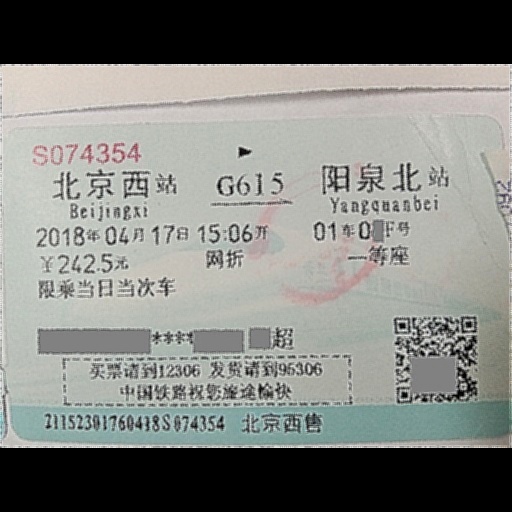 S074354
北京西站 G615 阳泉北站
Beijingxi Yangquanbei
2018年04月17日 15:06开 01车0F号
¥242.5元 网折 一等座
限乘当日当次车
****超
买票请到12306 发货请到95306
中国铁路祝您旅途愉快
21152301760418S074354 北京西售